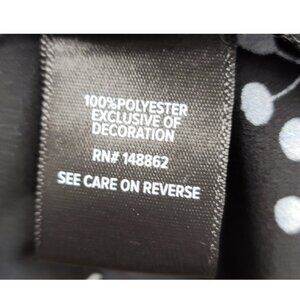 100%POLYESTER
EXCLUSIVE OF
DECORATION
RN# 148862
SEE CARE ON REVERSE